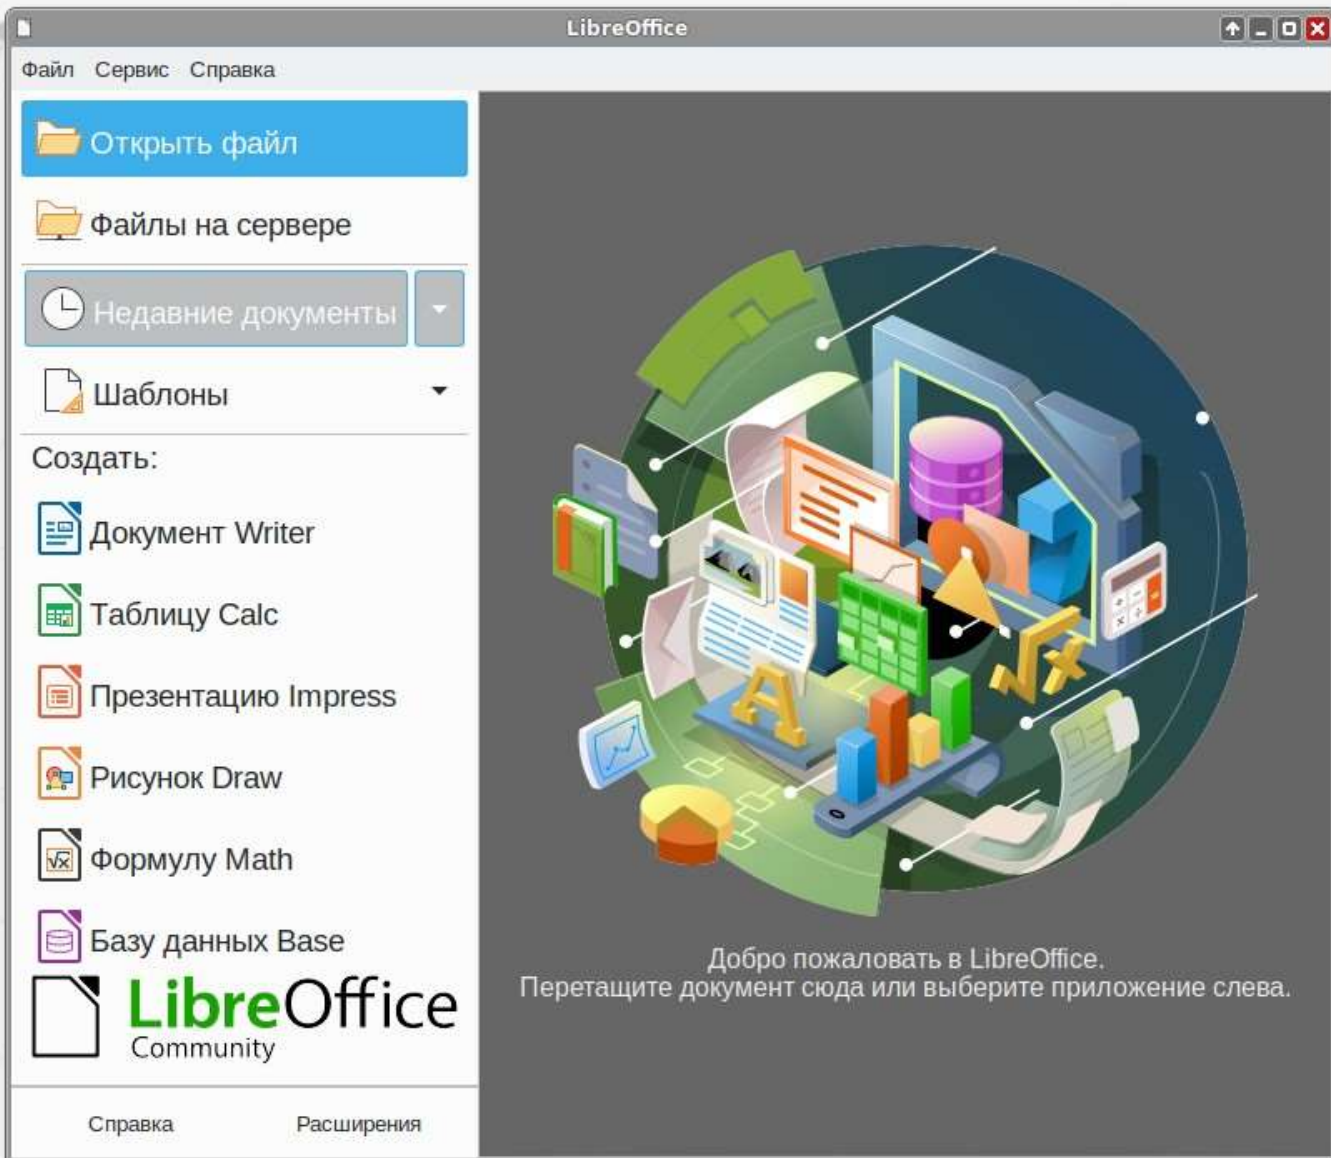 LibreOffice
Файл Сервис Справка
Открыть файл
Файлы на сервере
Недавние документы
Шаблоны
Создать:
Документ Writer
Таблицу Calc
Презентацию Impress
Рисунок Draw
Формулу Math
Базу данных Base
LibreOffice
Community
Справка Расширения
Добро пожаловать в LibreOffice.
Перетащите документ сюда или выберите приложение слева.